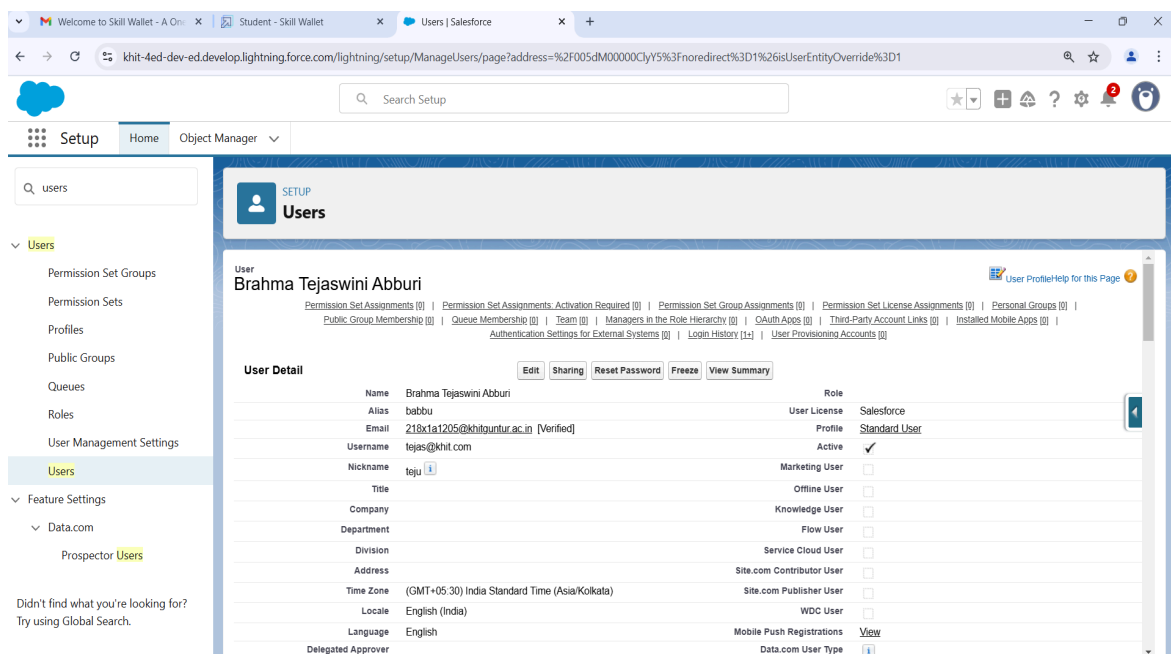 Welcome to Skill Wallet - A One
Student - Skill Wallet
Users | Salesforce
khit-4ed-dev-ed.develop.lightning.force.com/lightning/setup/ManageUsers/page?address=%2F005dM00000ClyY5%3Fnoredirect%3D1%26isUserEntityOverride%3D1
Search Setup
2
Setup Home Object Manager
users
SETUP
Users
Users
Permission Set Groups
Permission Sets
Profiles
Public Groups
Queues
Roles
User Management Settings
Users
Feature Settings
Data.com
Prospector Users
Didn't find what you're looking for?
Try using Global Search.
User
Brahma Tejaswini Abburi
User Profile Help for this Page
Permission Set Assignments [0] | Permission Set Assignments: Activation Required [0] | Permission Set Group Assignments [0] | Permission Set License Assignments [0] | Personal Groups [0] |
Public Group Membership [0] | Queue Membership [0] | Team [0] | Managers in the Role Hierarchy [0] | OAuth Apps [0] | Third-Party Account Links [0] | Installed Mobile Apps [0] |
Authentication Settings for External Systems [0] | Login History [1+] | User Provisioning Accounts [0]
User Detail Edit Sharing Reset Password Freeze View Summary
Name Brahma Tejaswini Abburi Role
Alias babbu User License Salesforce
Email 218x1a1205@khitguntur.ac.in [Verified] Profile Standard User
Username tejas@khit.com Active
Nickname teju i Marketing User
Title Offline User
Company Knowledge User
Department Flow User
Division Service Cloud User
Address Site.com Contributor User
Time Zone (GMT+05:30) India Standard Time (Asia/Kolkata) Site.com Publisher User
Locale English (India) WDC User
Language English Mobile Push Registrations View
Delegated Approver Data.com User Type i